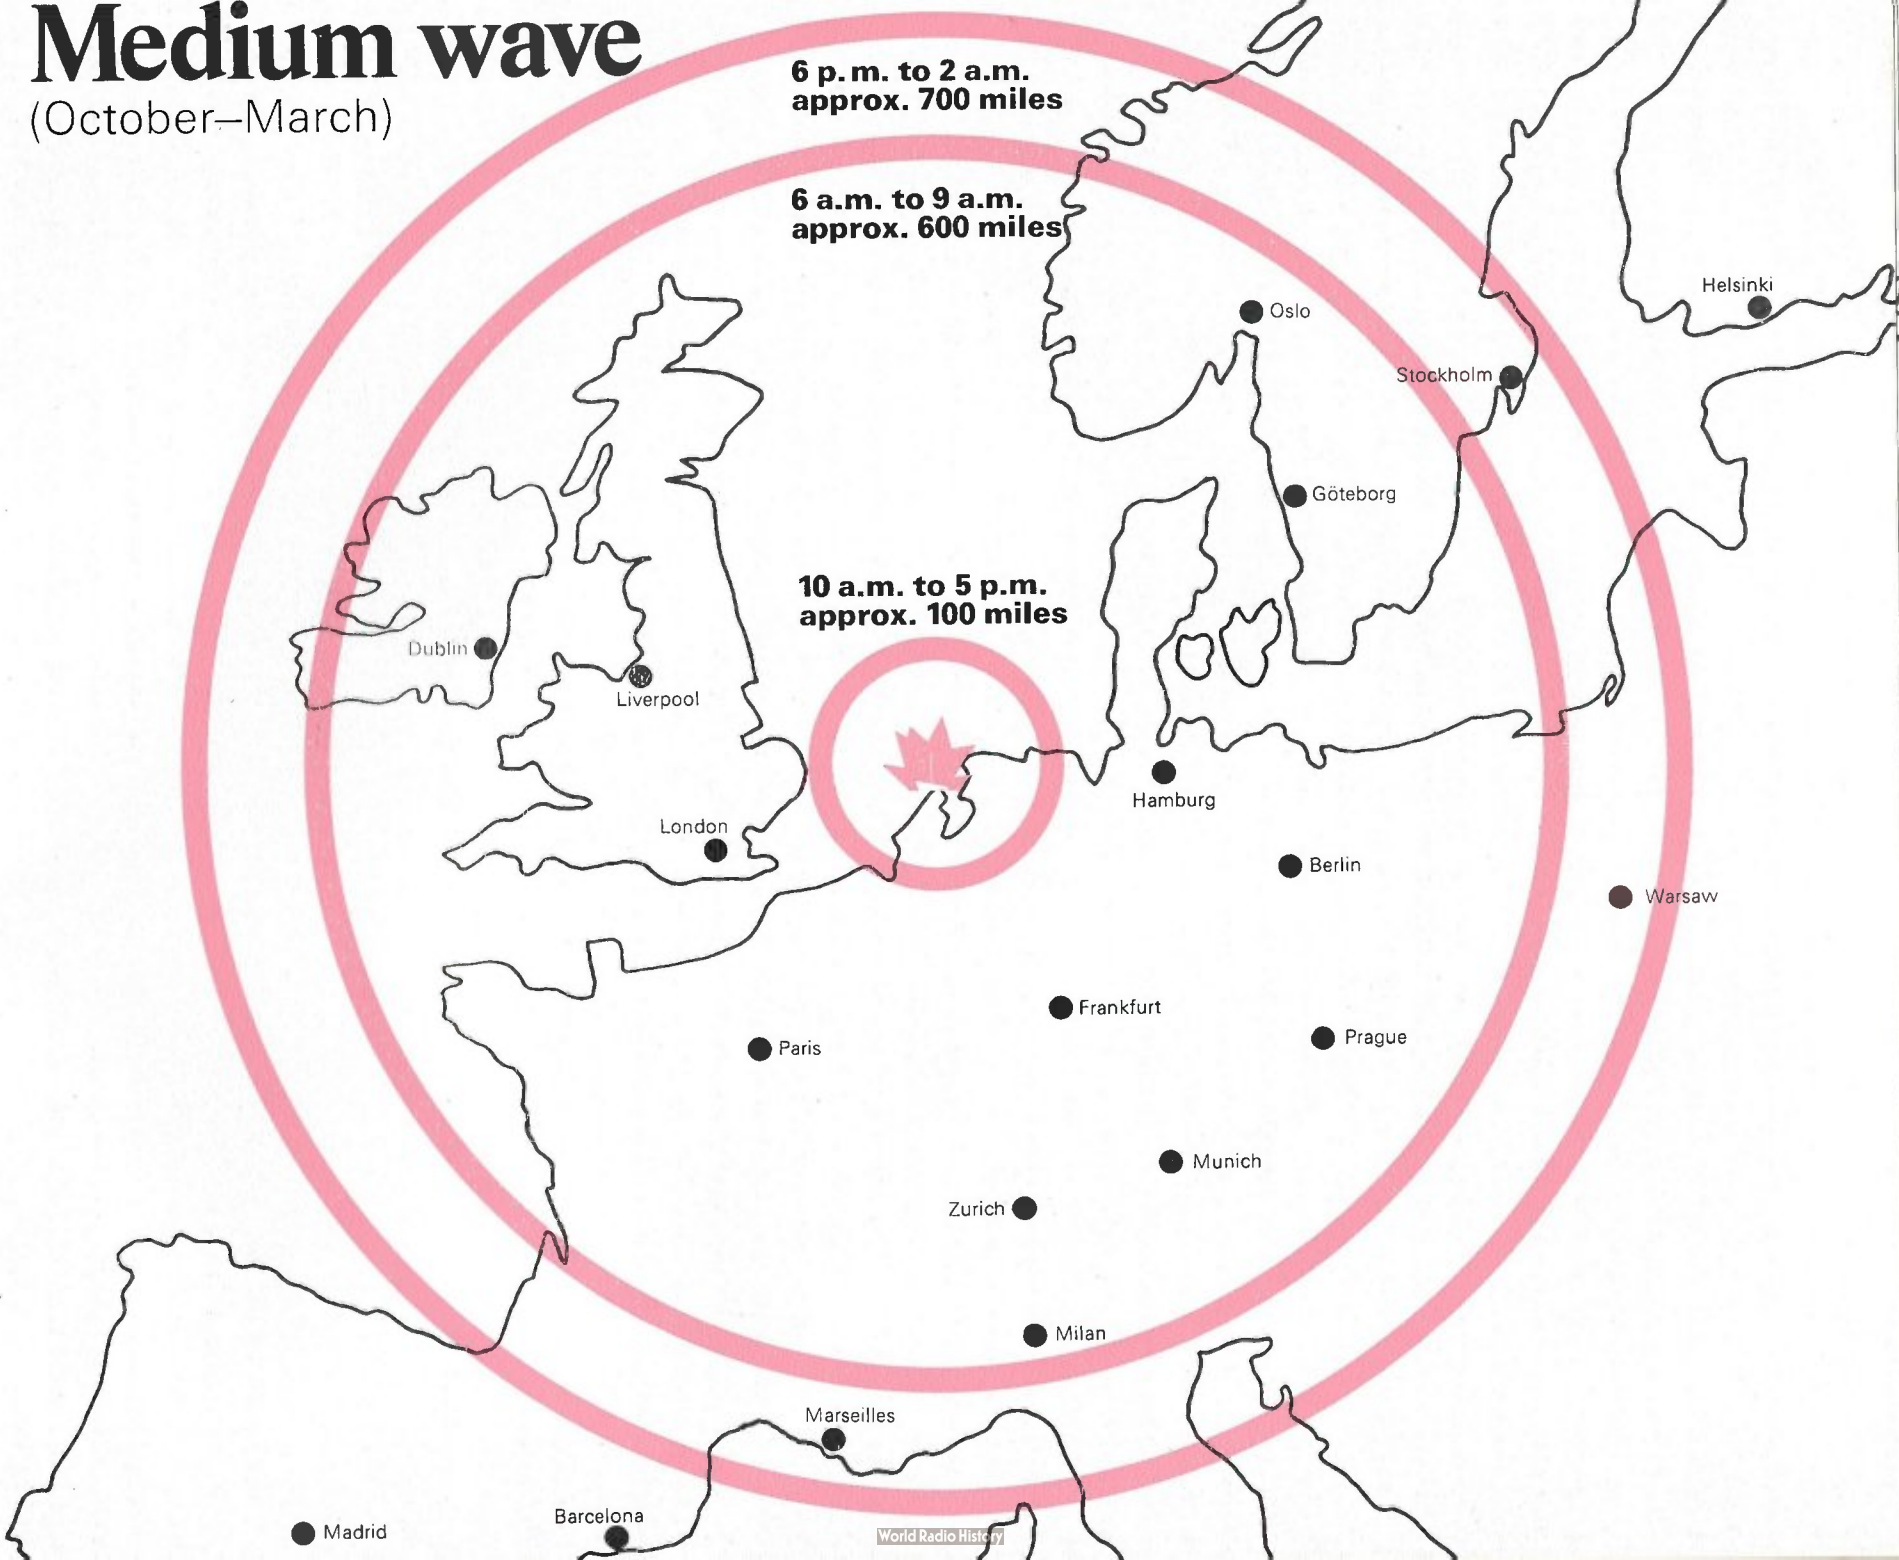 Medium wave
(October–March)
6 p.m. to 2 a.m.
approx. 700 miles
6 a.m. to 9 a.m.
approx. 600 miles
Helsinki
Oslo
Stockholm
Göteborg
10 a.m. to 5 p.m.
approx. 100 miles
Dublin
Liverpool
Hamburg
London
Berlin
Warsaw
Frankfurt
Prague
Paris
Munich
Zurich
Milan
Marseilles
Barcelona
Madrid
World Radio History